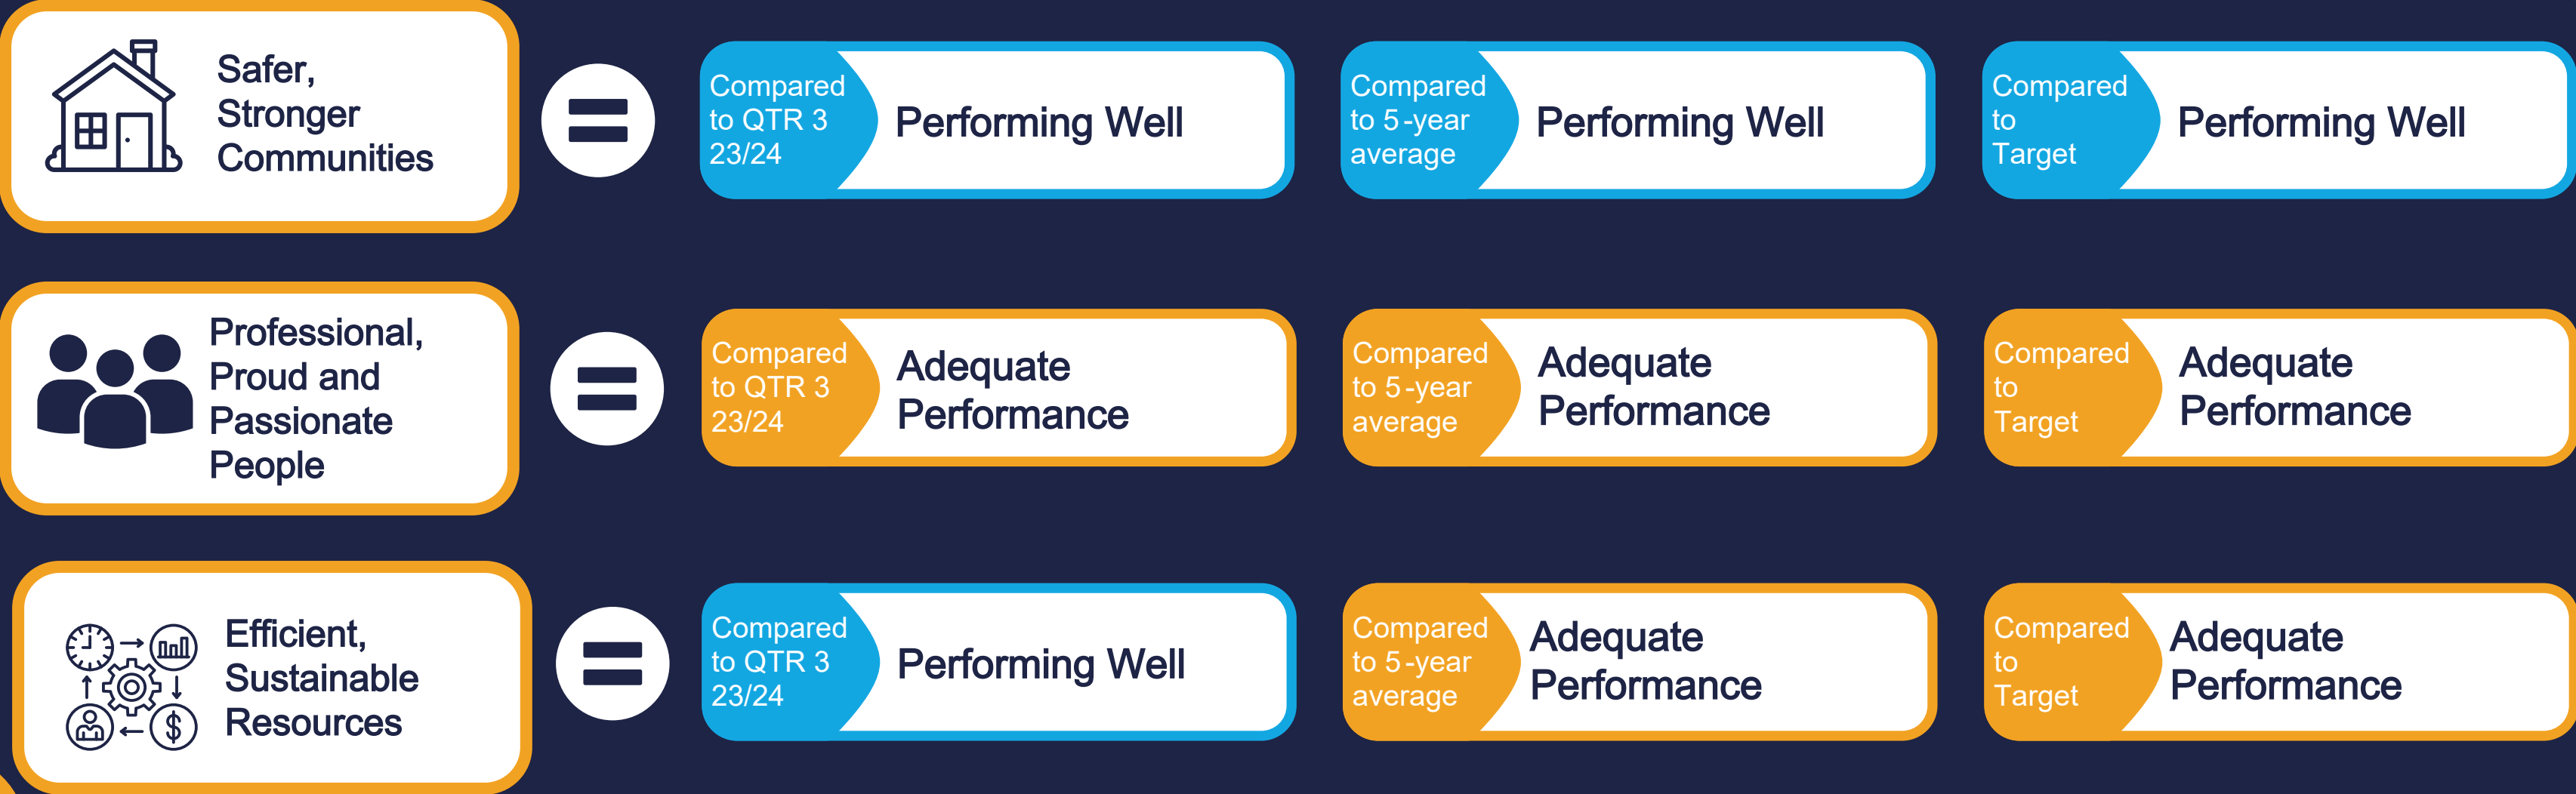 Safer,
Stronger
Communities
Compared
to QTR 3
23/24
Performing Well
Compared
to 5-year
average
Performing Well
Compared
to
Target
Performing Well
Professional,
Proud and
Passionate
People
Compared
to QTR 3
23/24
Adequate
Performance
Compared
to 5-year
average
Adequate
Performance
Compared
to
Target
Adequate
Performance
Efficient,
Sustainable
Resources
Compared
to QTR 3
23/24
Performing Well
Compared
to 5-year
average
Adequate
Performance
Compared
to
Target
Adequate
Performance